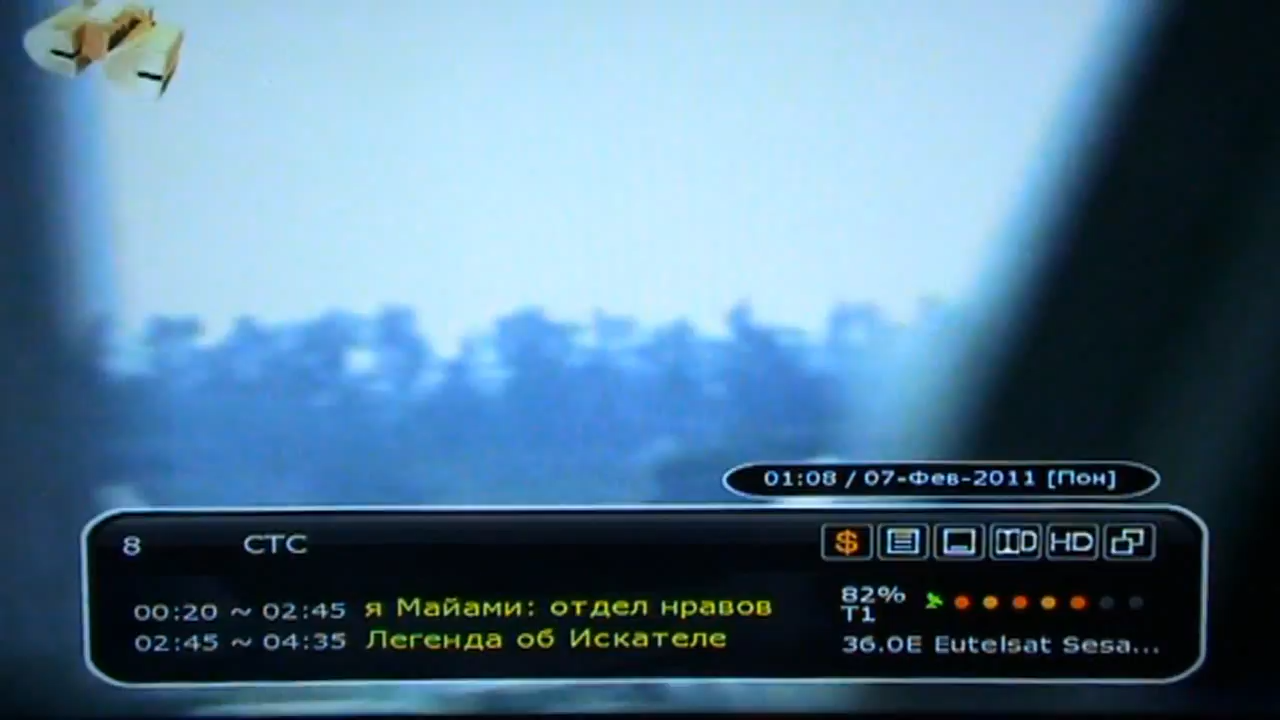 01:08 / 07-Фев-2011 [Пон]
8 СТС
$ HD
00:20 ~ 02:45 я Майами: отдел нравов
02:45 ~ 04:35 Легенда об Искателе
82%
T1
36.0E Eutelsat Sesa...